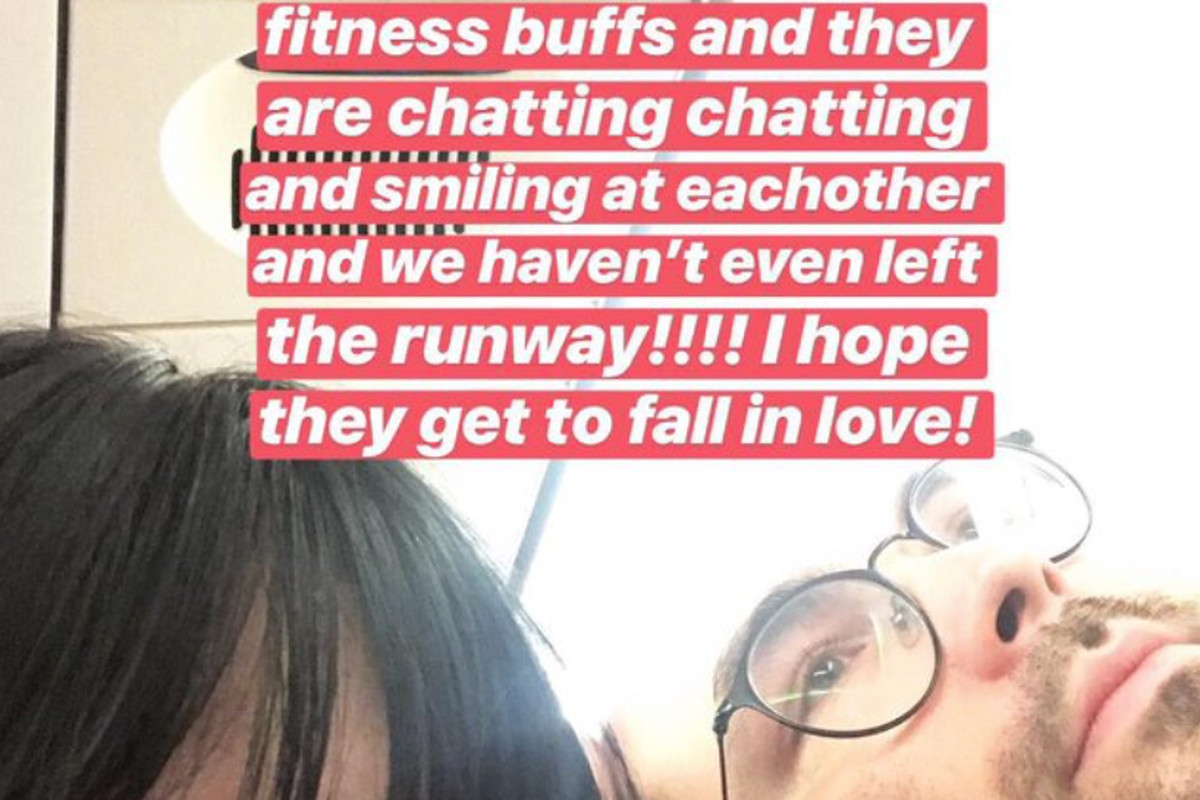 fitness buffs and they
are chatting chatting
and smiling at eachother
and we haven't even left
the runway!!!! I hope
they get to fall in love!